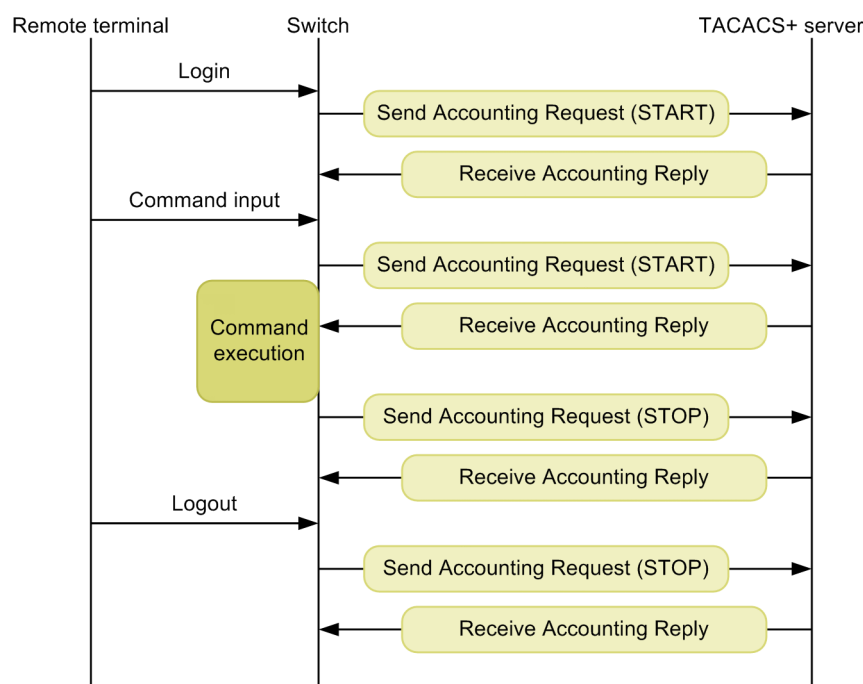 Remote terminal
Switch
TACACS+ server
Login
Send Accounting Request (START)
Receive Accounting Reply
Command input
Send Accounting Request (START)
Command
execution
Receive Accounting Reply
Send Accounting Request (STOP)
Receive Accounting Reply
Logout
Send Accounting Request (STOP)
Receive Accounting Reply